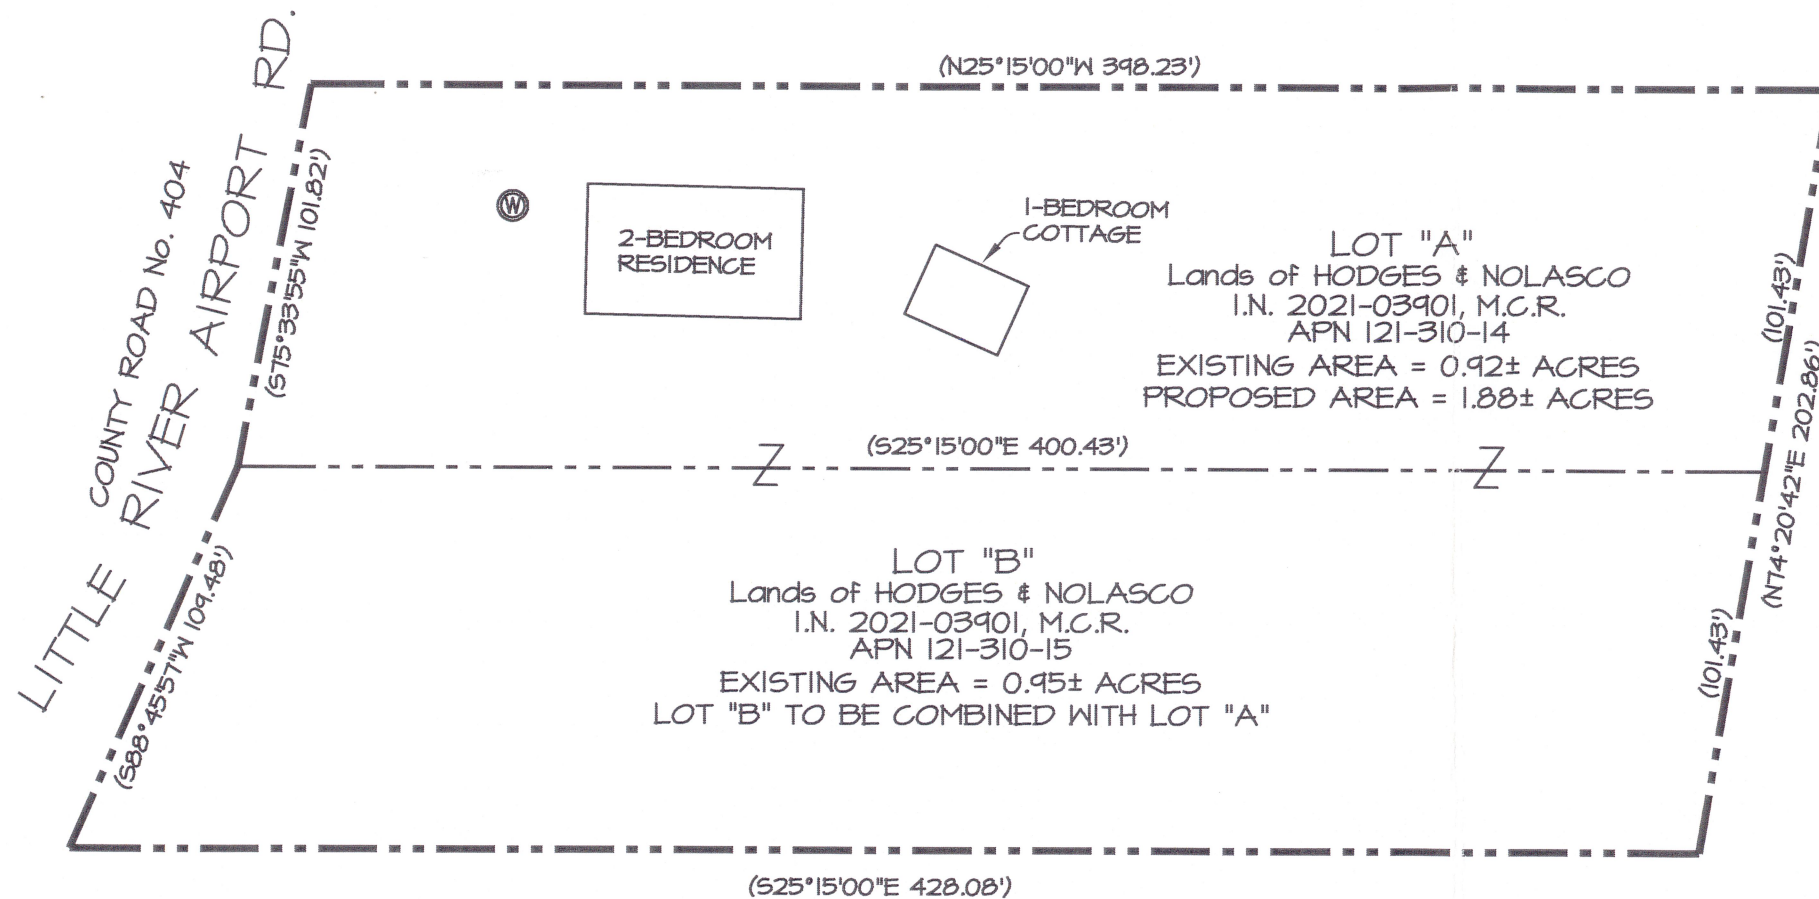 (N25°15'00"W 398.23')
LITTLE RIVER AIRPORT RD.
COUNTY ROAD No. 404
(S75°33'55"W 101.82')
W
2-BEDROOM
RESIDENCE
1-BEDROOM
COTTAGE
LOT "A"
Lands of HODGES & NOLASCO
I.N. 2021-03901, M.C.R.
APN 121-310-14
EXISTING AREA = 0.92± ACRES
PROPOSED AREA = 1.88± ACRES
(101.43')
(N74°20'42"E 202.86')
(S25°15'00"E 400.43')
Z
Z
(S88°45'57"W 109.48')
LOT "B"
Lands of HODGES & NOLASCO
I.N. 2021-03901, M.C.R.
APN 121-310-15
EXISTING AREA = 0.95± ACRES
LOT "B" TO BE COMBINED WITH LOT "A"
(101.43')
(S25°15'00"E 428.08')